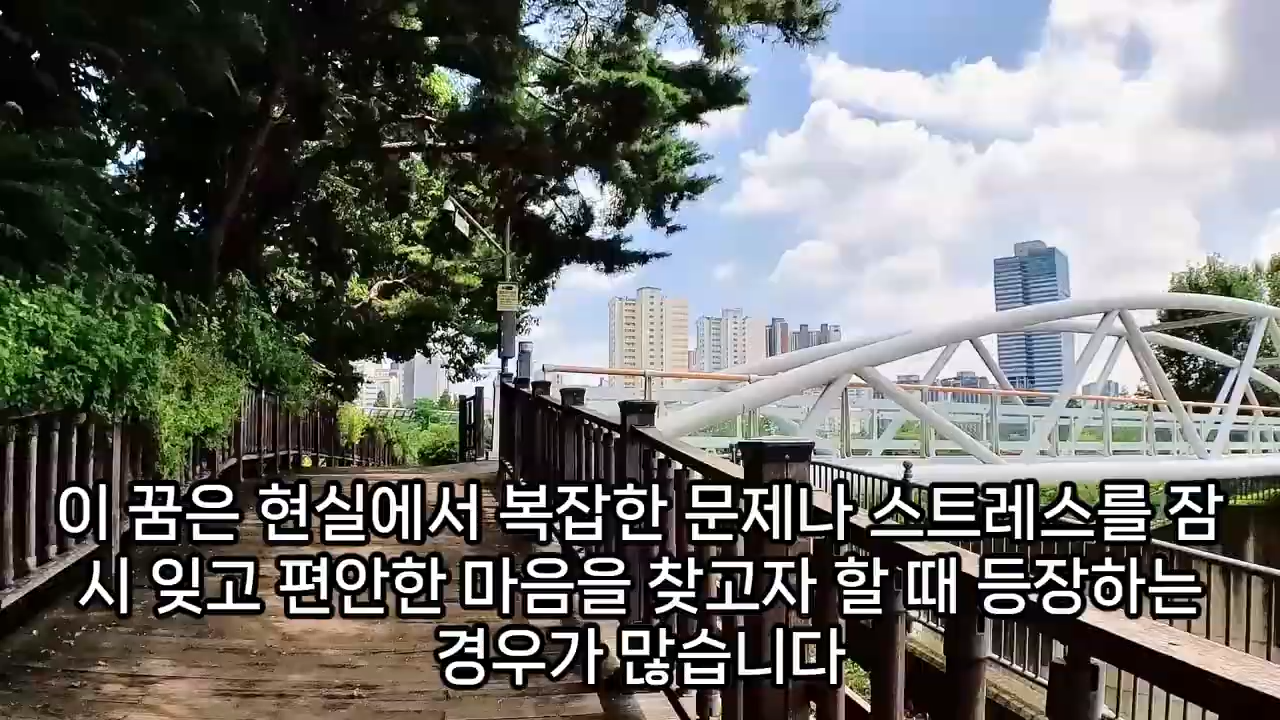 이 꿈은 현실에서 복잡한 문제나 스트레스를 잠
시 잊고 편안한 마음을 찾고자 할 때 등장하는
경우가 많습니다